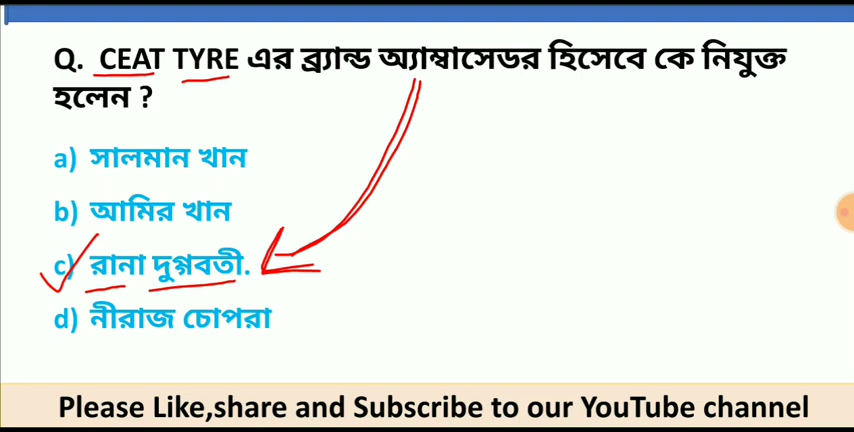 Q. CEAT TYRE এর ব্র্যান্ড অ্যাম্বাসেডর হিসেবে কে নিযুক্ত
হলেন ?
a) সালমান খান
b) আমির খান
c) রানা দুগ্গবতী.
d) নীরাজ চোপরা
Please Like,share and Subscribe to our YouTube channel